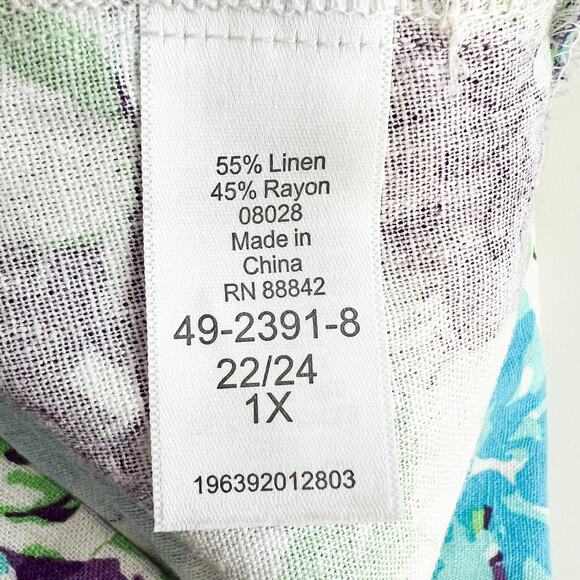 55% Linen
45% Rayon
08028
Made in
China
RN 88842
49-2391-8
22/24
1X
196392012803